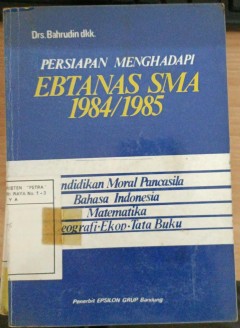 Drs. Bahrudin dkk.
PERSIAPAN MENGHADAPI
EBTANAS SMA
1984/1985
ndidikan Moral Pancasila
Bahasa Indonesia
Matematika
eografi·Ekop·Tata Buku
"PETRA"
Penerbit EPSILON GRUP Bandung